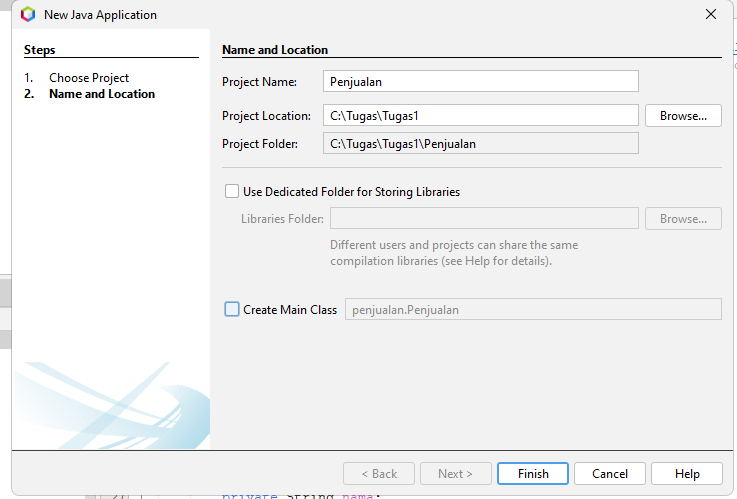 New Java Application
Steps
1. Choose Project
2. Name and Location
Name and Location
Project Name: Penjualan
Project Location: C:\Tugas\Tugas1 Browse...
Project Folder: C:\Tugas\Tugas1\Penjualan
Use Dedicated Folder for Storing Libraries
Libraries Folder: Browse...
Different users and projects can share the same
compilation libraries (see Help for details).
Create Main Class penjualan.Penjualan
< Back Next > Finish Cancel Help
private String nama;